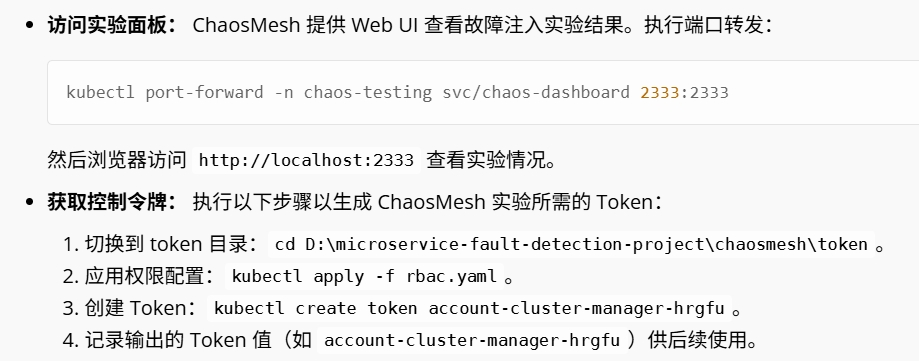 • 访问实验面板： ChaosMesh 提供 Web UI 查看故障注入实验结果。执行端口转发：
kubectl port-forward -n chaos-testing svc/chaos-dashboard 2333:2333
然后浏览器访问 http://localhost:2333 查看实验情况。
• 获取控制令牌： 执行以下步骤以生成 ChaosMesh 实验所需的 Token：
1. 切换到 token 目录： cd D:\microservice-fault-detection-project\chaosmesh\token 。
2. 应用权限配置： kubectl apply -f rbac.yaml 。
3. 创建 Token： kubectl create token account-cluster-manager-hrgfu 。
4. 记录输出的 Token 值（如 account-cluster-manager-hrgfu ）供后续使用。